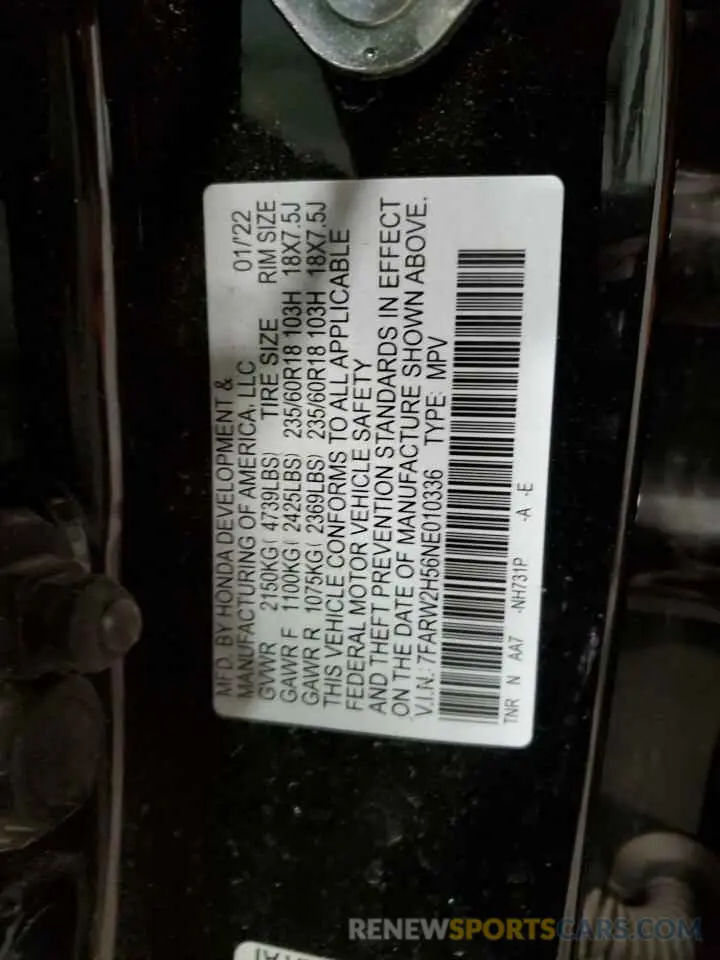 MFD. BY HONDA DEVELOPMENT &
MANUFACTURING OF AMERICA, LLC 01/'22
GVWR 2150KG( 4739LBS) TIRE SIZE RIM SIZE
GAWR F 1100KG( 2425LBS) 235/60R18 103H 18X7.5J
GAWR R 1075KG( 2369LBS) 235/60R18 103H 18X7.5J
THIS VEHICLE CONFORMS TO ALL APPLICABLE
FEDERAL MOTOR VEHICLE SAFETY
AND THEFT PREVENTION STANDARDS IN EFFECT
ON THE DATE OF MANUFACTURE SHOWN ABOVE.
V.I.N.: 7FARW2H56NE010336 TYPE: MPV
TNR N AA7 -NH731P -A -E
RENEWSPORTSCARS.COM